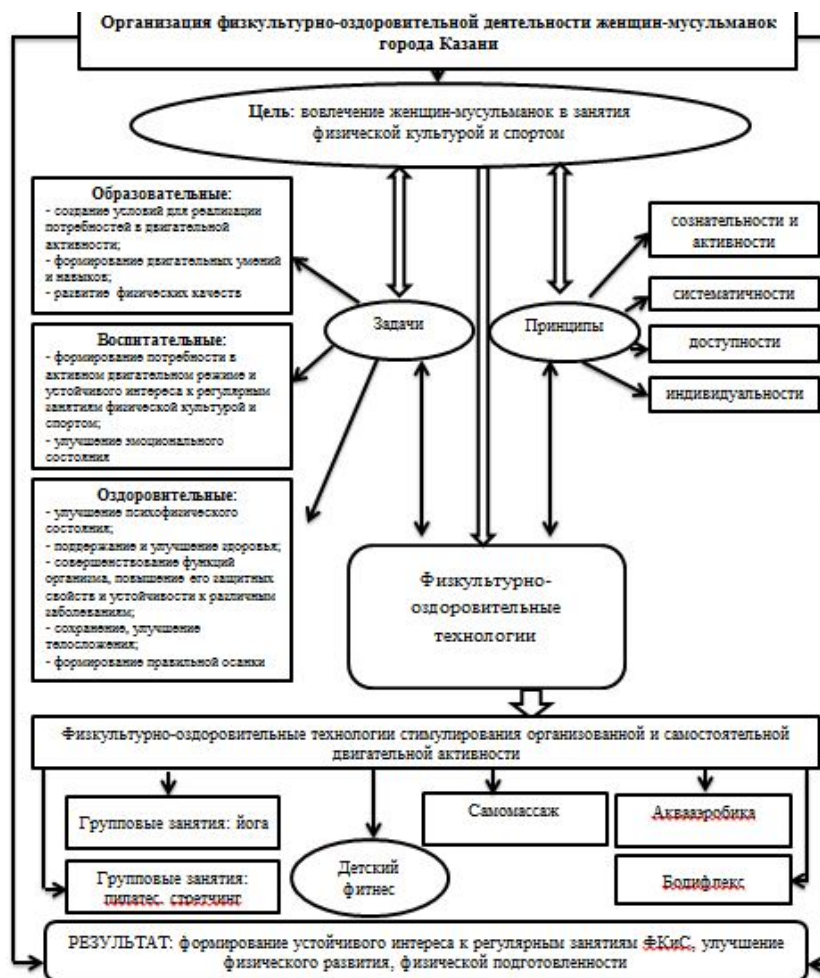 Организация физкультурно-оздоровительной деятельности женщин-мусульманок
города Казани
Цель: вовлечение женщин-мусульманок в занятия
физической культурой и спортом
Образовательные:
- создание условий для реализации
потребностей в двигательной
активности;
- формирование двигательных умений
и навыков;
- развитие физических качеств
Воспитательные:
- формирование потребности в
активном двигательном режиме и
устойчивого интереса к регулярным
занятиям физической культурой и
спортом;
- улучшение эмоционального
состояния
Оздоровительные:
- улучшение психофизического
состояния;
- поддержание и улучшение здоровья;
- совершенствование функций
организма, повышение его защитных
свойств и устойчивости к различным
заболеваниям;
- сохранение, улучшение
телосложения;
- формирование правильной осанки
Задачи
Принципы
сознательности и
активности
систематичности
доступности
индивидуальности
Физкультурно-
оздоровительные
технологии
Физкультурно-оздоровительные технологии стимулирования организованной и самостоятельной
двигательной активности
Групповые занятия: йога
Групповые занятия:
пилатес. стретчинг
Детский
фитнес
Самомассаж
Аквааэробика
Бодифлекс
РЕЗУЛЬТАТ: формирование устойчивого интереса к регулярным занятиям ФКиС, улучшение
физического развития, физической подготовленности